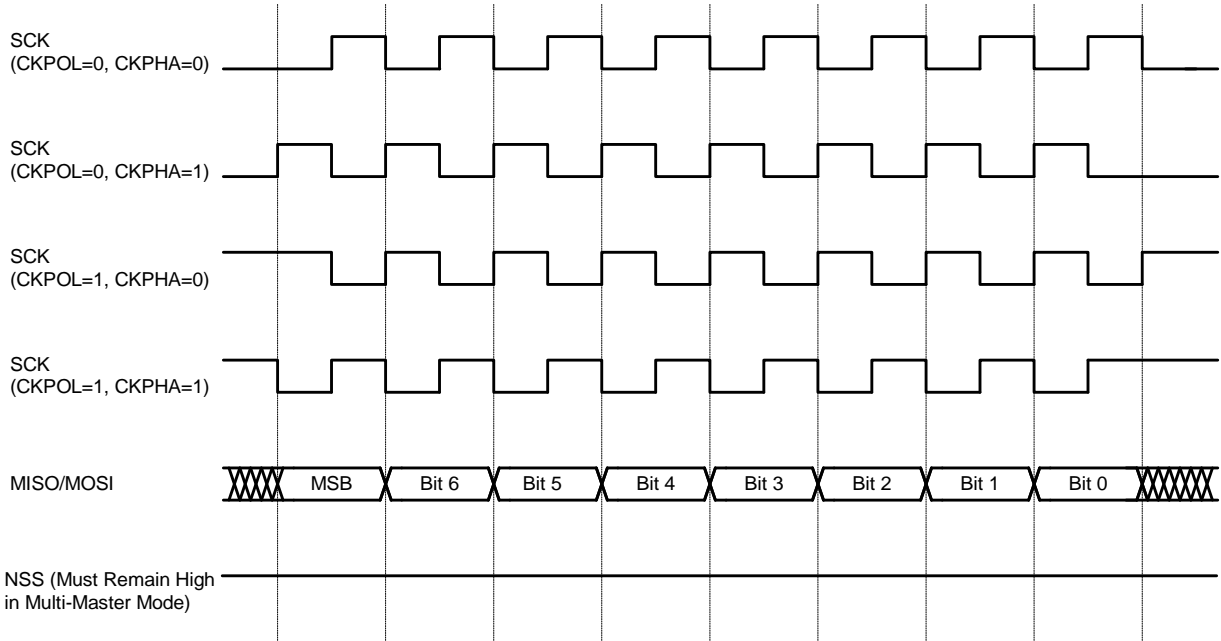 SCK
(CKPOL=0, CKPHA=0)
SCK
(CKPOL=0, CKPHA=1)
SCK
(CKPOL=1, CKPHA=0)
SCK
(CKPOL=1, CKPHA=1)
MISO/MOSI
MSB Bit 6 Bit 5 Bit 4 Bit 3 Bit 2 Bit 1 Bit 0
NSS (Must Remain High
in Multi-Master Mode)